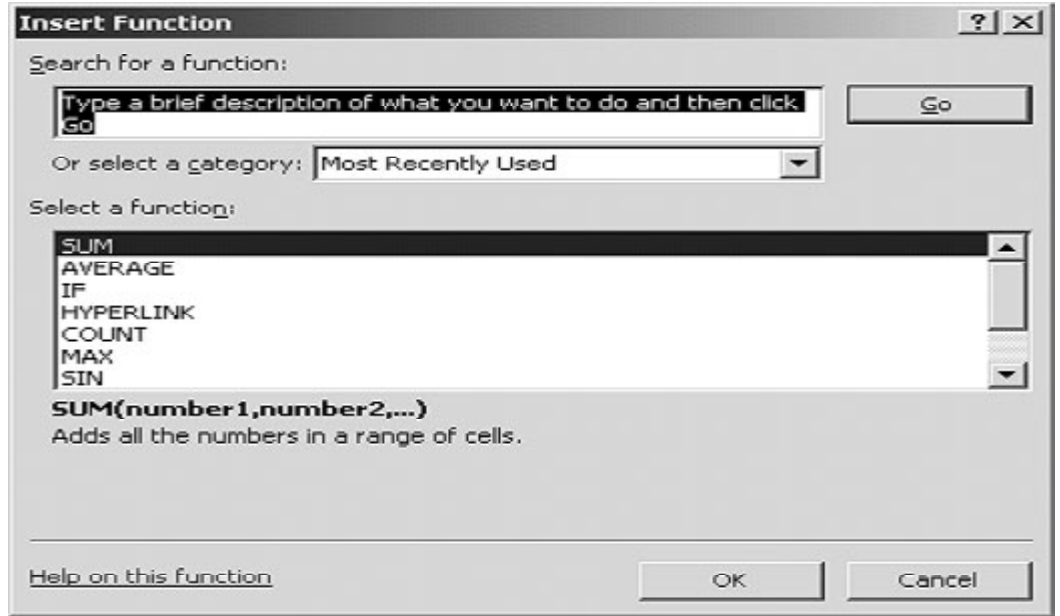 Insert Function
? X
Search for a function:
Type a brief description of what you want to do and then click
Go
Go
Or select a category: Most Recently Used
Select a function:
SUM
AVERAGE
IF
HYPERLINK
COUNT
MAX
SIN
SUM(number1,number2,...)
Adds all the numbers in a range of cells.
Help on this function
OK Cancel